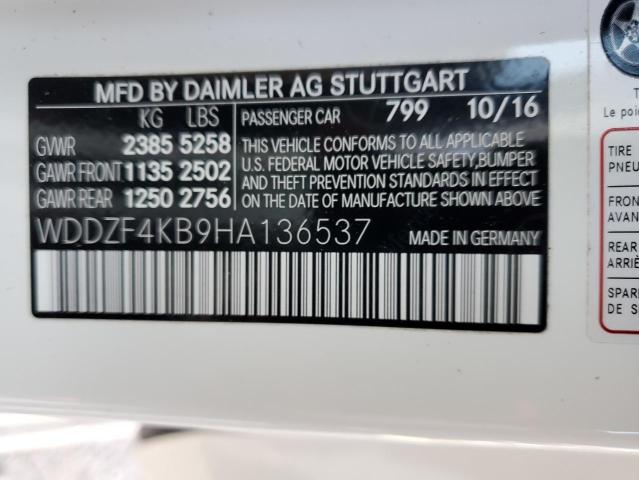 MFD BY DAIMLER AG STUTTGART
KG LBS
GVWR 2385 5258
GAWR FRONT 1135 2502
GAWR REAR 1250 2756
PASSENGER CAR 799 10/16
THIS VEHICLE CONFORMS TO ALL APPLICABLE
U.S. FEDERAL MOTOR VEHICLE SAFETY, BUMPER
AND THEFT PREVENTION STANDARDS IN EFFECT
ON THE DATE OF MANUFACTURE SHOWN ABOVE
WDDZF4KB9HA136537 MADE IN GERMANY
Le poi
TIRE
PNEU
FRON
AVAN
REAR
ARRIÈ
SPAR
DE S